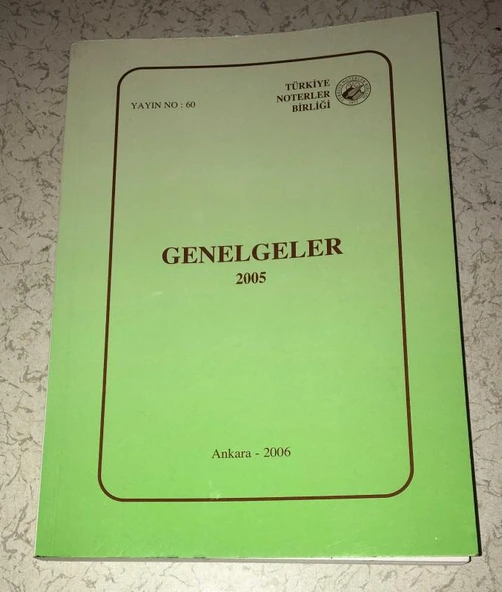 YAYIN NO : 60
TÜRKİYE
NOTERLER
BİRLİĞİ
GENELGELER
2005
Ankara - 2006